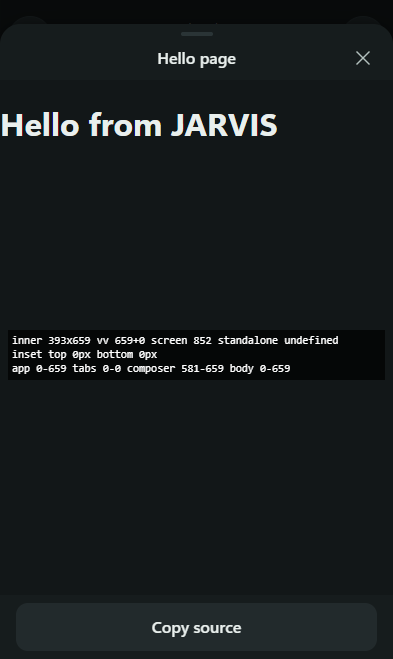 Hello page
Hello from JARVIS
inner 393x659 vv 659+0 screen 852 standalone undefined
inset top 0px bottom 0px
app 0-659 tabs 0-0 composer 581-659 body 0-659
Copy source